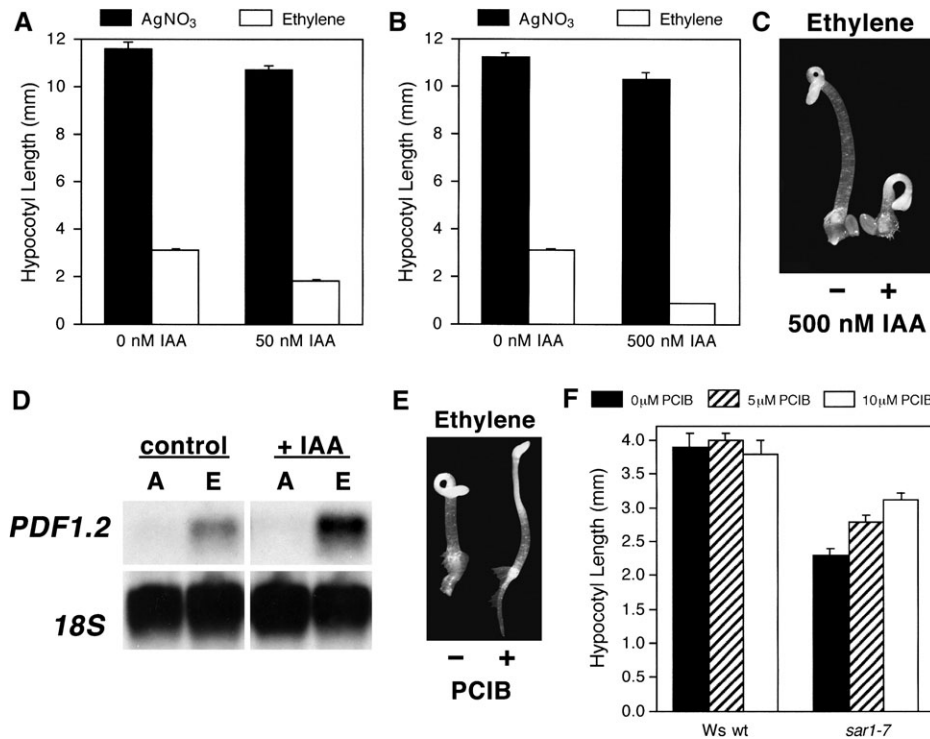 A
AgNO₃ Ethylene
Hypocotyl Length (mm)
12
10
8
6
4
2
0
0 nM IAA 50 nM IAA
B
AgNO₃ Ethylene
Hypocotyl Length (mm)
12
10
8
6
4
2
0
0 nM IAA 500 nM IAA
C
Ethylene
– +
500 nM IAA
D
control + IAA
A E A E
PDF1.2
18S
E
Ethylene
– +
PCIB
F
0μM PCIB 5μM PCIB 10μM PCIB
Hypocotyl Length (mm)
4.0
3.5
3.0
2.5
2.0
1.5
1.0
0.5
0.0
Ws wt sar1-7